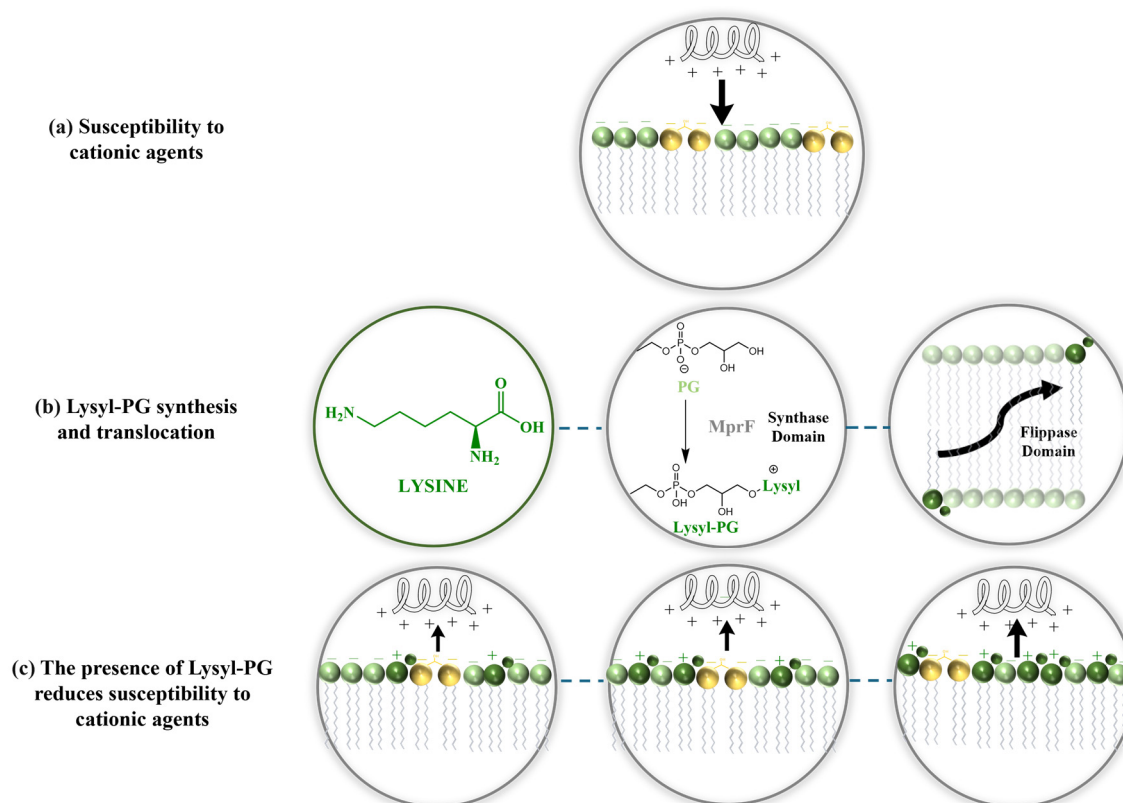 (a) Susceptibility to
cationic agents
+ + + + + +
(b) Lysyl-PG synthesis
and translocation
H₂N
O
OH
NH₂
LYSINE
O
O P O OH
O⊖ OH
PG
MprF
Synthase
Domain
O
O P O O Lysyl
⊕
OH OH
Lysyl-PG
Flippase
Domain
(c) The presence of Lysyl-PG
reduces susceptibility to
cationic agents